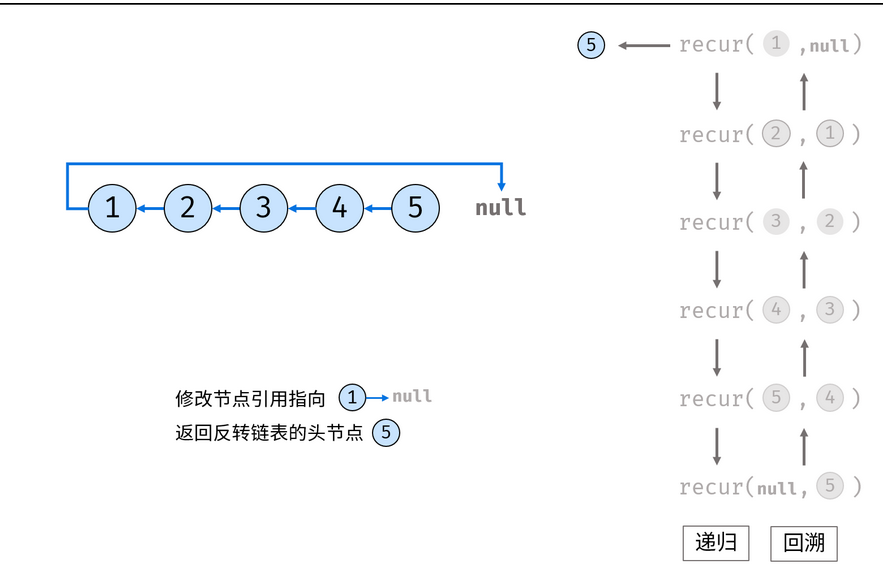 5 recur( 1 ,null)
recur( 2 , 1 )
1 2 3 4 5 null
recur( 3 , 2 )
recur( 4 , 3 )
修改节点引用指向 1 null
recur( 5 , 4 )
返回反转链表的头节点 5
recur(null, 5 )
递归 回溯